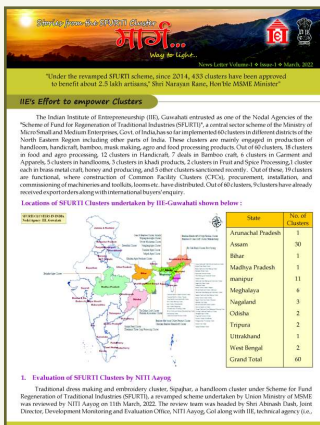 Stories from the SFURTI Cluster
मार्ग...
Way to Light...
News Letter Volume-1 ❖ Issue-1 ❖ March, 2022
"Under the revamped SFURTI scheme, since 2014, 433 clusters have been approved
to benefit about 2.5 lakh artisans," Shri Narayan Rane, Hon'ble MSME Minister"
IIE's Effort to empower Clusters
The Indian Institute of Entrepreneurship (IIE), Guwahati entrusted as one of the Nodal Agencies of the
"Scheme of Fund for Regeneration of Traditional Industries (SFURTI)", a central sector scheme of the Ministry of
Micro Small and Medium Enterprises, Govt. of India, has so far implemented 60 clusters in different districts of the
North Eastern Region including other parts of India. These clusters are mainly engaged in production of
handloom, handicraft, bamboo, musk making, agro and food processing products. Out of 60 clusters, 18 clusters
in food and agro processing, 12 clusters in Handicraft, 7 deals in Bamboo craft, 6 clusters in Garment and
Apparels, 5 clusters in handlooms, 3 clusters in khadi products, 2 clusters in Fruit and Spice Processing, 1 cluster
each in brass metal craft, honey and producing, and 5 other clusters sanctioned recently. Out of these, 19 clusters
are functional, where construction of Common Facility Clusters (CFCs), procurement, installation, and
commissioning of machineries and toolkits, looms etc. have distributed. Out of 60 clusters, 9 clusters have already
received export orders along with international buyers' enquiry.
Locations of SFURTI Clusters undertaken by IIE-Guwahati shown below :
State No. of Clusters
Arunachal Pradesh 1
Assam 30
Bihar 1
Madhya Pradesh 1
manipur 11
Meghalaya 6
Nagaland 3
Odisha 2
Tripura 2
Uttrakhand 1
West Bengal 2
Grand Total 60
1. Evaluation of SFURTI Clusters by NITI Aayog
Traditional dress making and embroidery cluster, Sipajhar, a handloom cluster under Scheme for Fund
Regeneration of Traditional Industries (SFURTI), a revamped scheme undertaken by Union Ministry of MSME
was reviewed by NITI Aayog on 11th March, 2022. The review team was headed by Shri Abinash Dash, Joint
Director, Development Monitoring and Evaluation Office, NITI Aayog, GoI along with IIE, technical agency (i.e.,